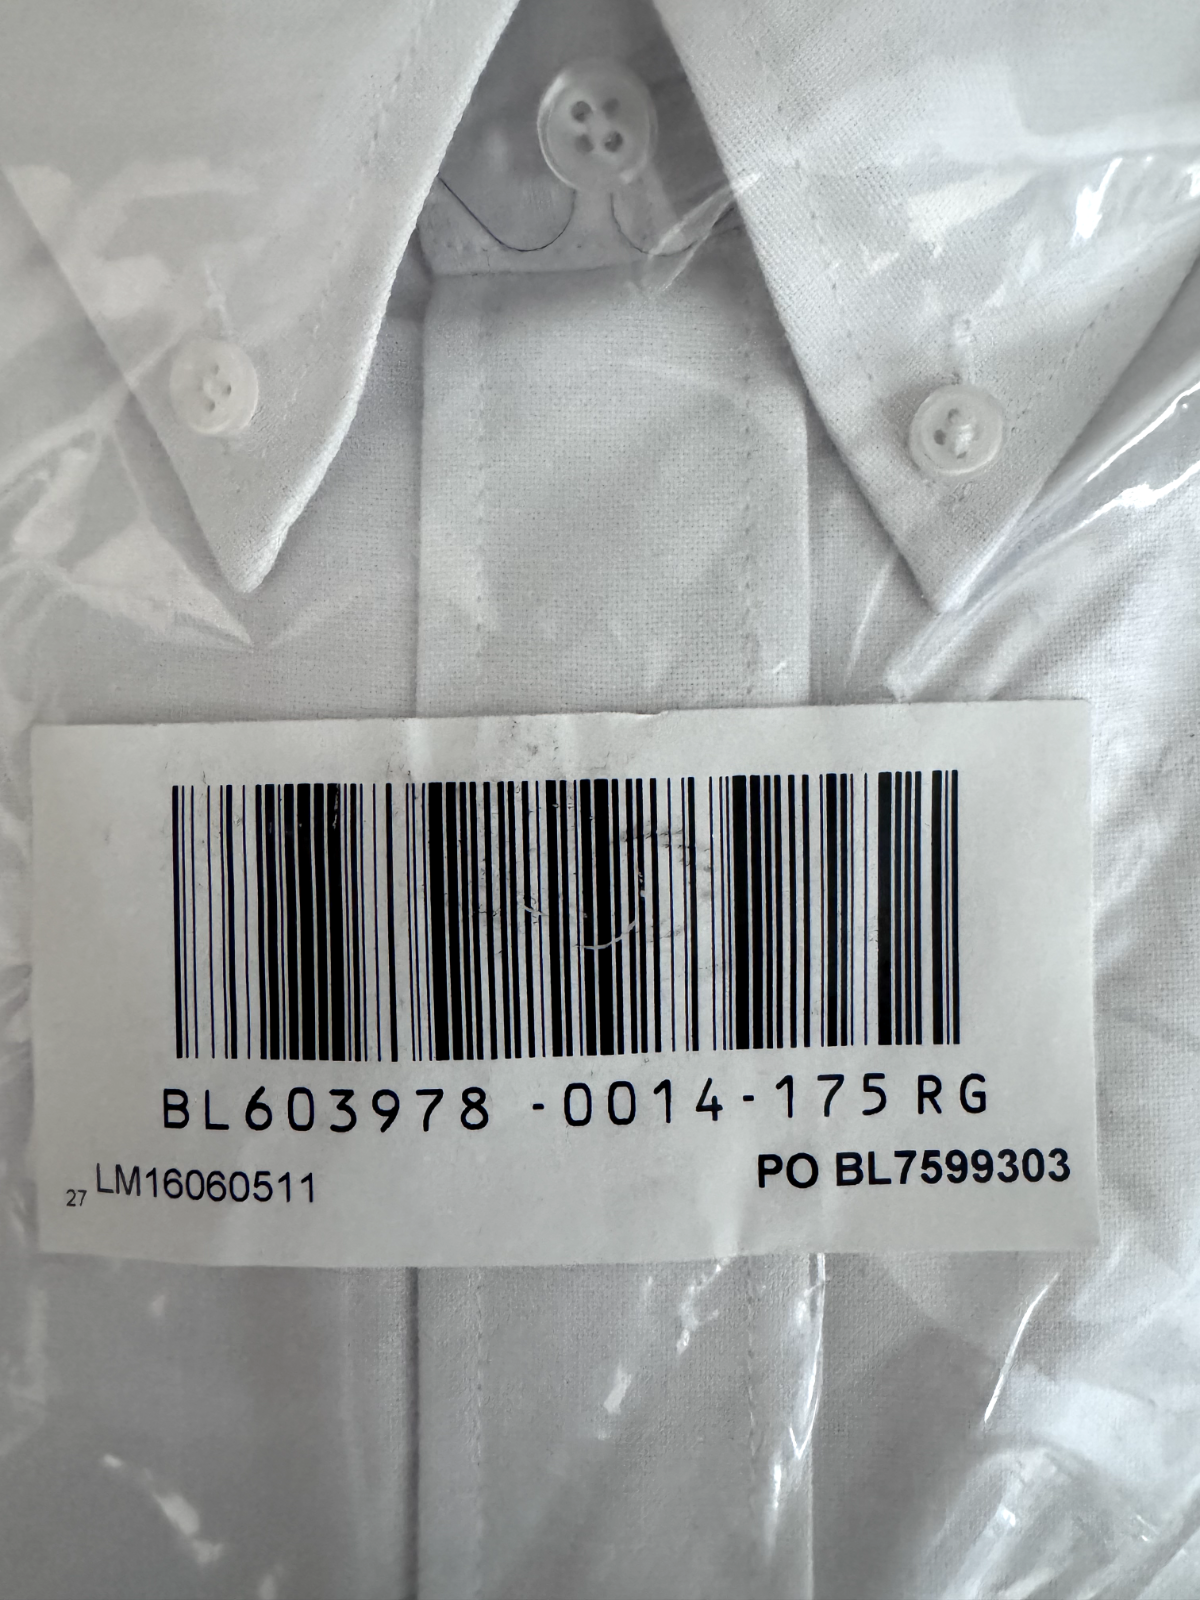 BL603978 -0014-175 RG
27 LM16060511 PO BL7599303